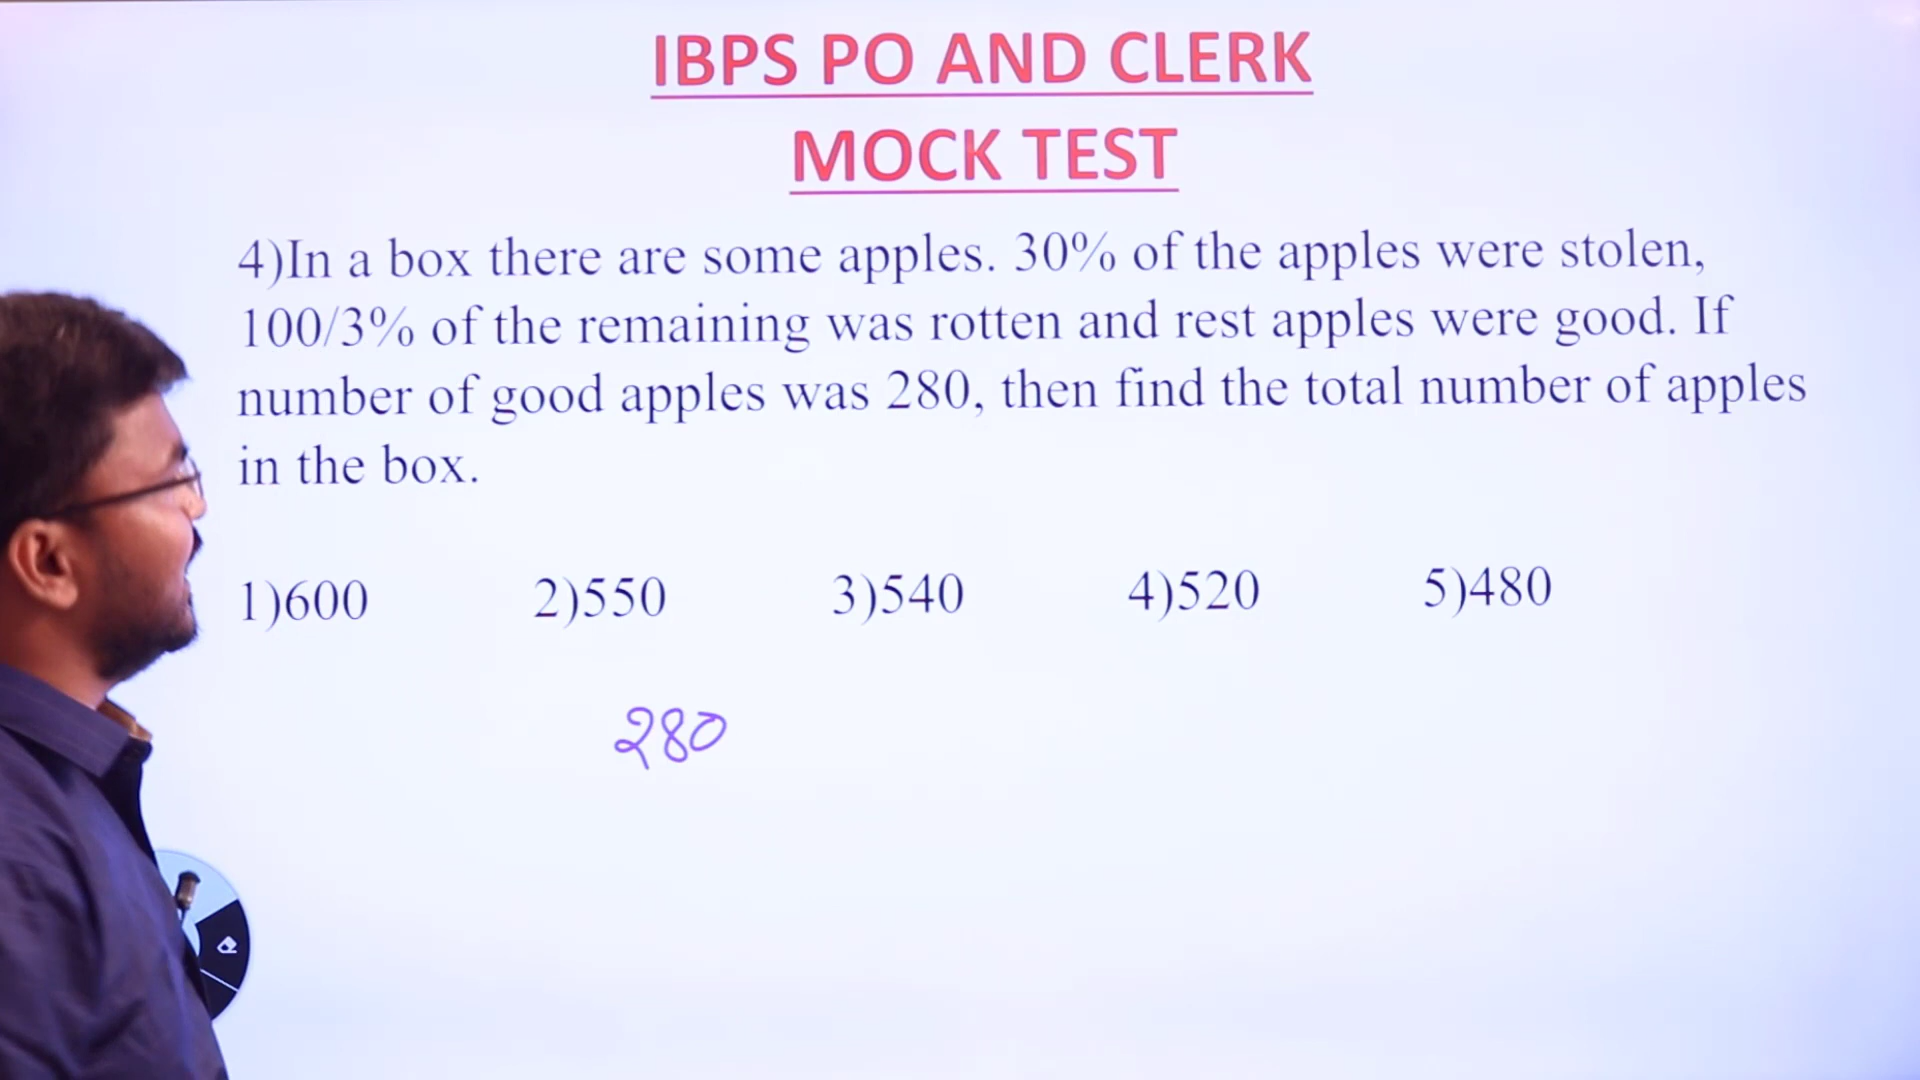 IBPS PO AND CLERK
MOCK TEST
4)In a box there are some apples. 30% of the apples were stolen,
100/3% of the remaining was rotten and rest apples were good. If
number of good apples was 280, then find the total number of apples
in the box.
1)600 2)550 3)540 4)520 5)480
280